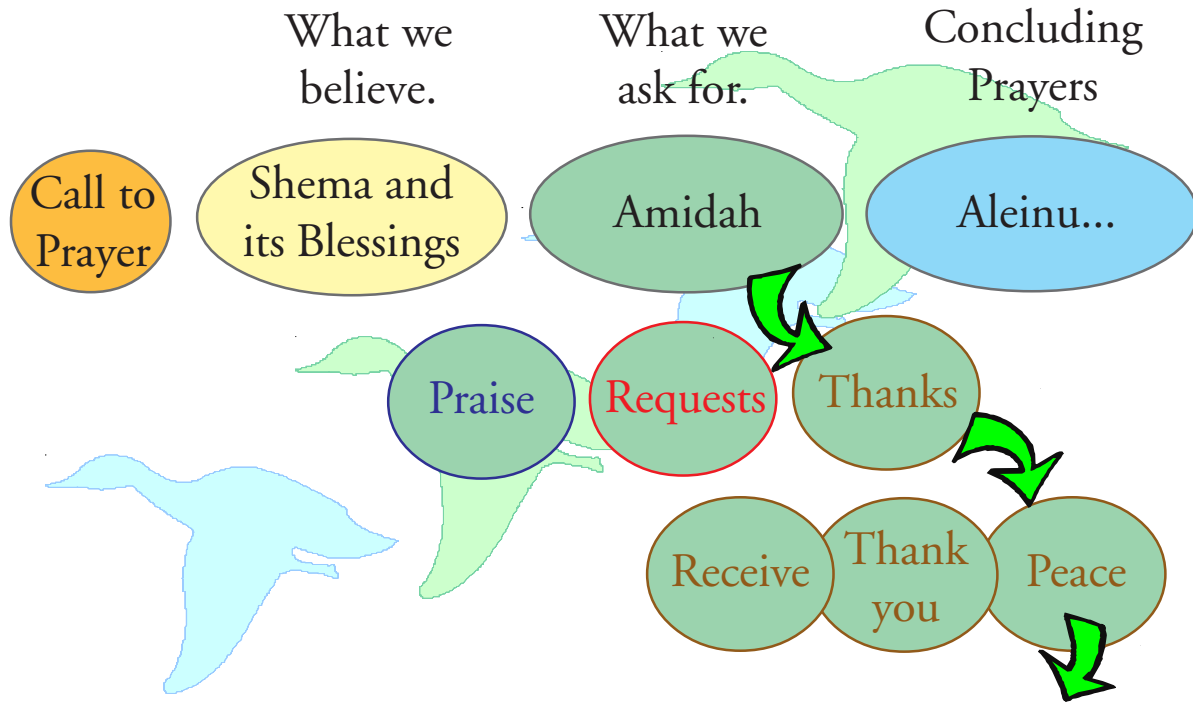 What we
believe.
What we
ask for.
Concluding
Prayers
Call to
Prayer
Shema and
its Blessings
Amidah
Aleinu...
Praise
Requests
Thanks
Receive
Thank
you
Peace